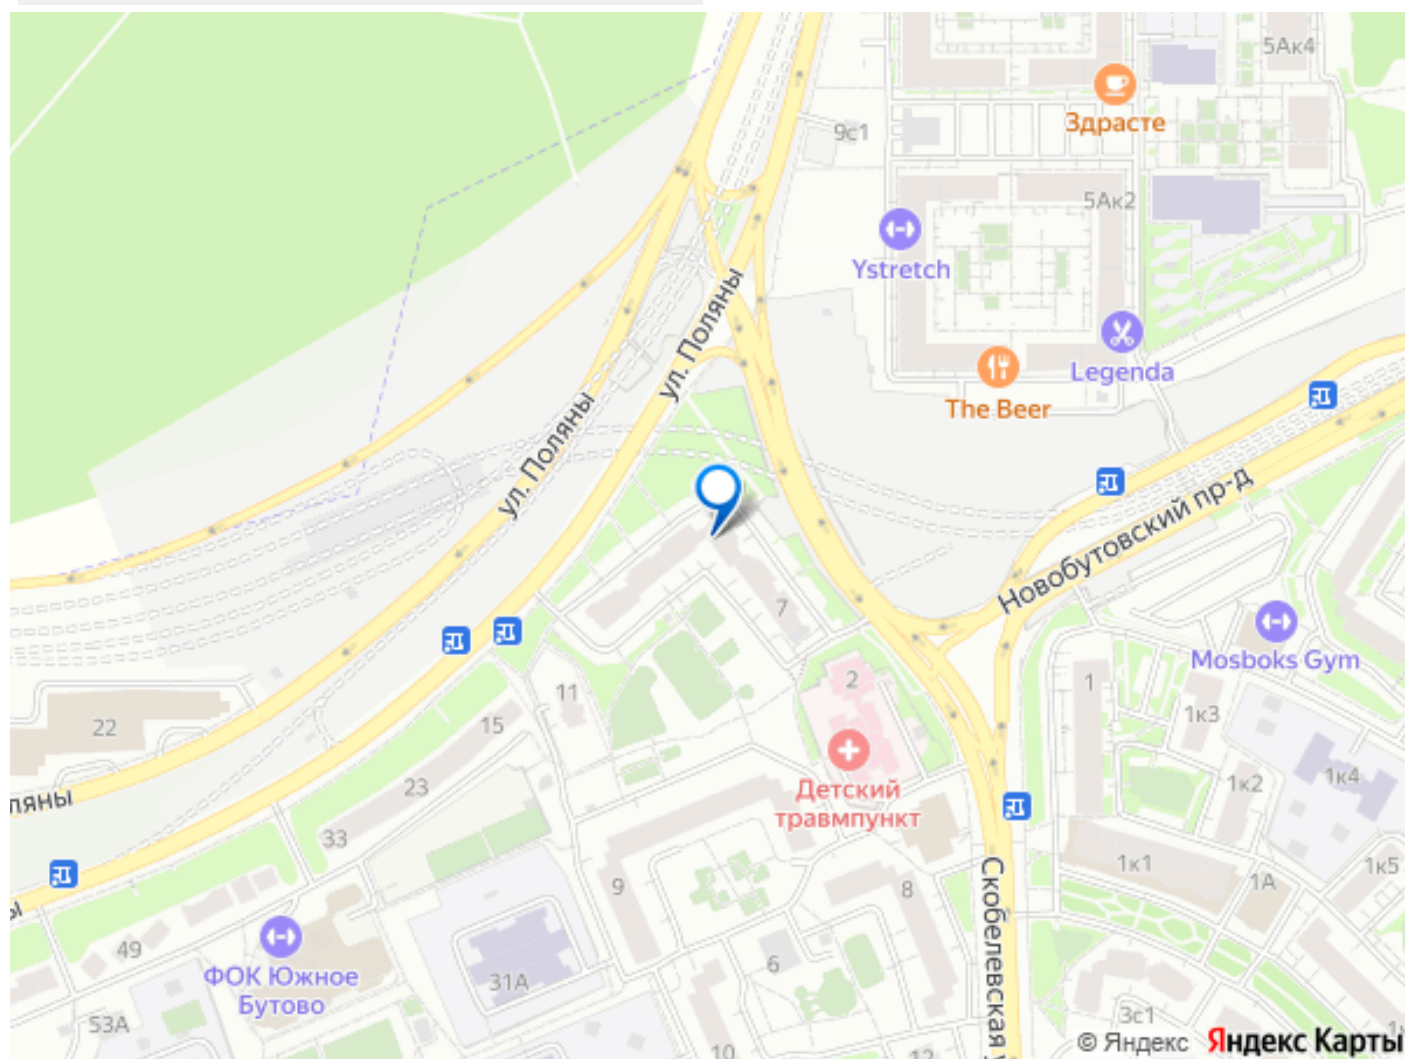 5Ак4
Здрасте
9с1
5Ак2
Ystretch
ул. Поляны
Legenda
The Beer
ул. Поляны
Новобутовский пр-д
7
Mosboks Gym
2
1
11
1к3
15
22
Детский
травмпункт
1к4
1к2
23
ляны
33
1к1
1к5
9
8
1А
ы
Скобелевская у
49
ФОК Южное
Бутово
6
31А
53А
3с1
10
12
© Яндекс
Яндекс Карты